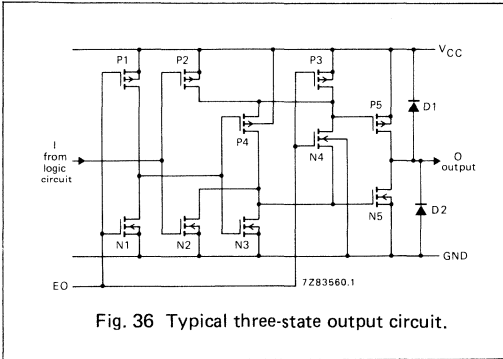 P1
P2
P3
VCC
P5
D1
P4
N4
I
from
logic
circuit
O
output
N1
N2
N3
N5
D2
GND
EO
7Z83560.1
Fig. 36 Typical three-state output circuit.